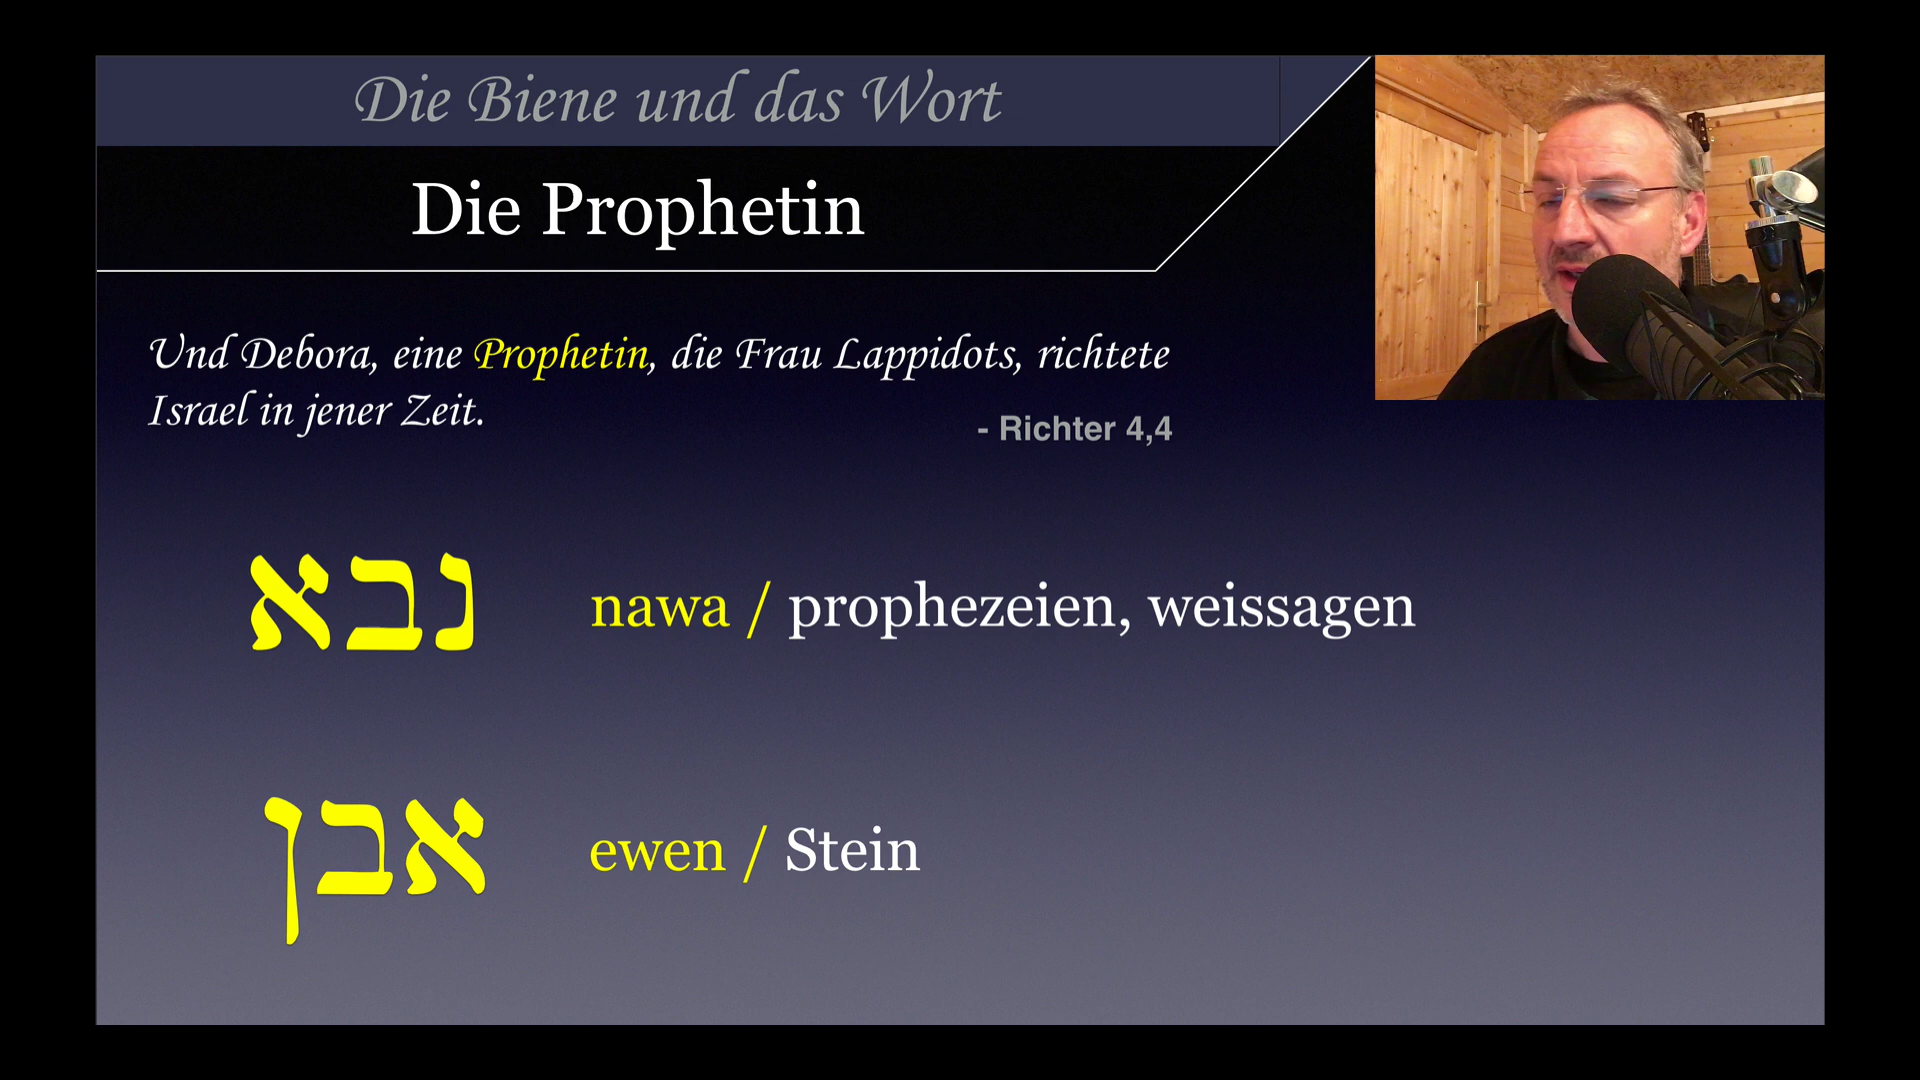 Die Biene und das Wort
Die Prophetin
Und Debora, eine Prophetin, die Frau Lappidots, richtete
Israel in jener Zeit.
- Richter 4,4
נבא nawa / prophezeien, weissagen
אבן ewen / Stein